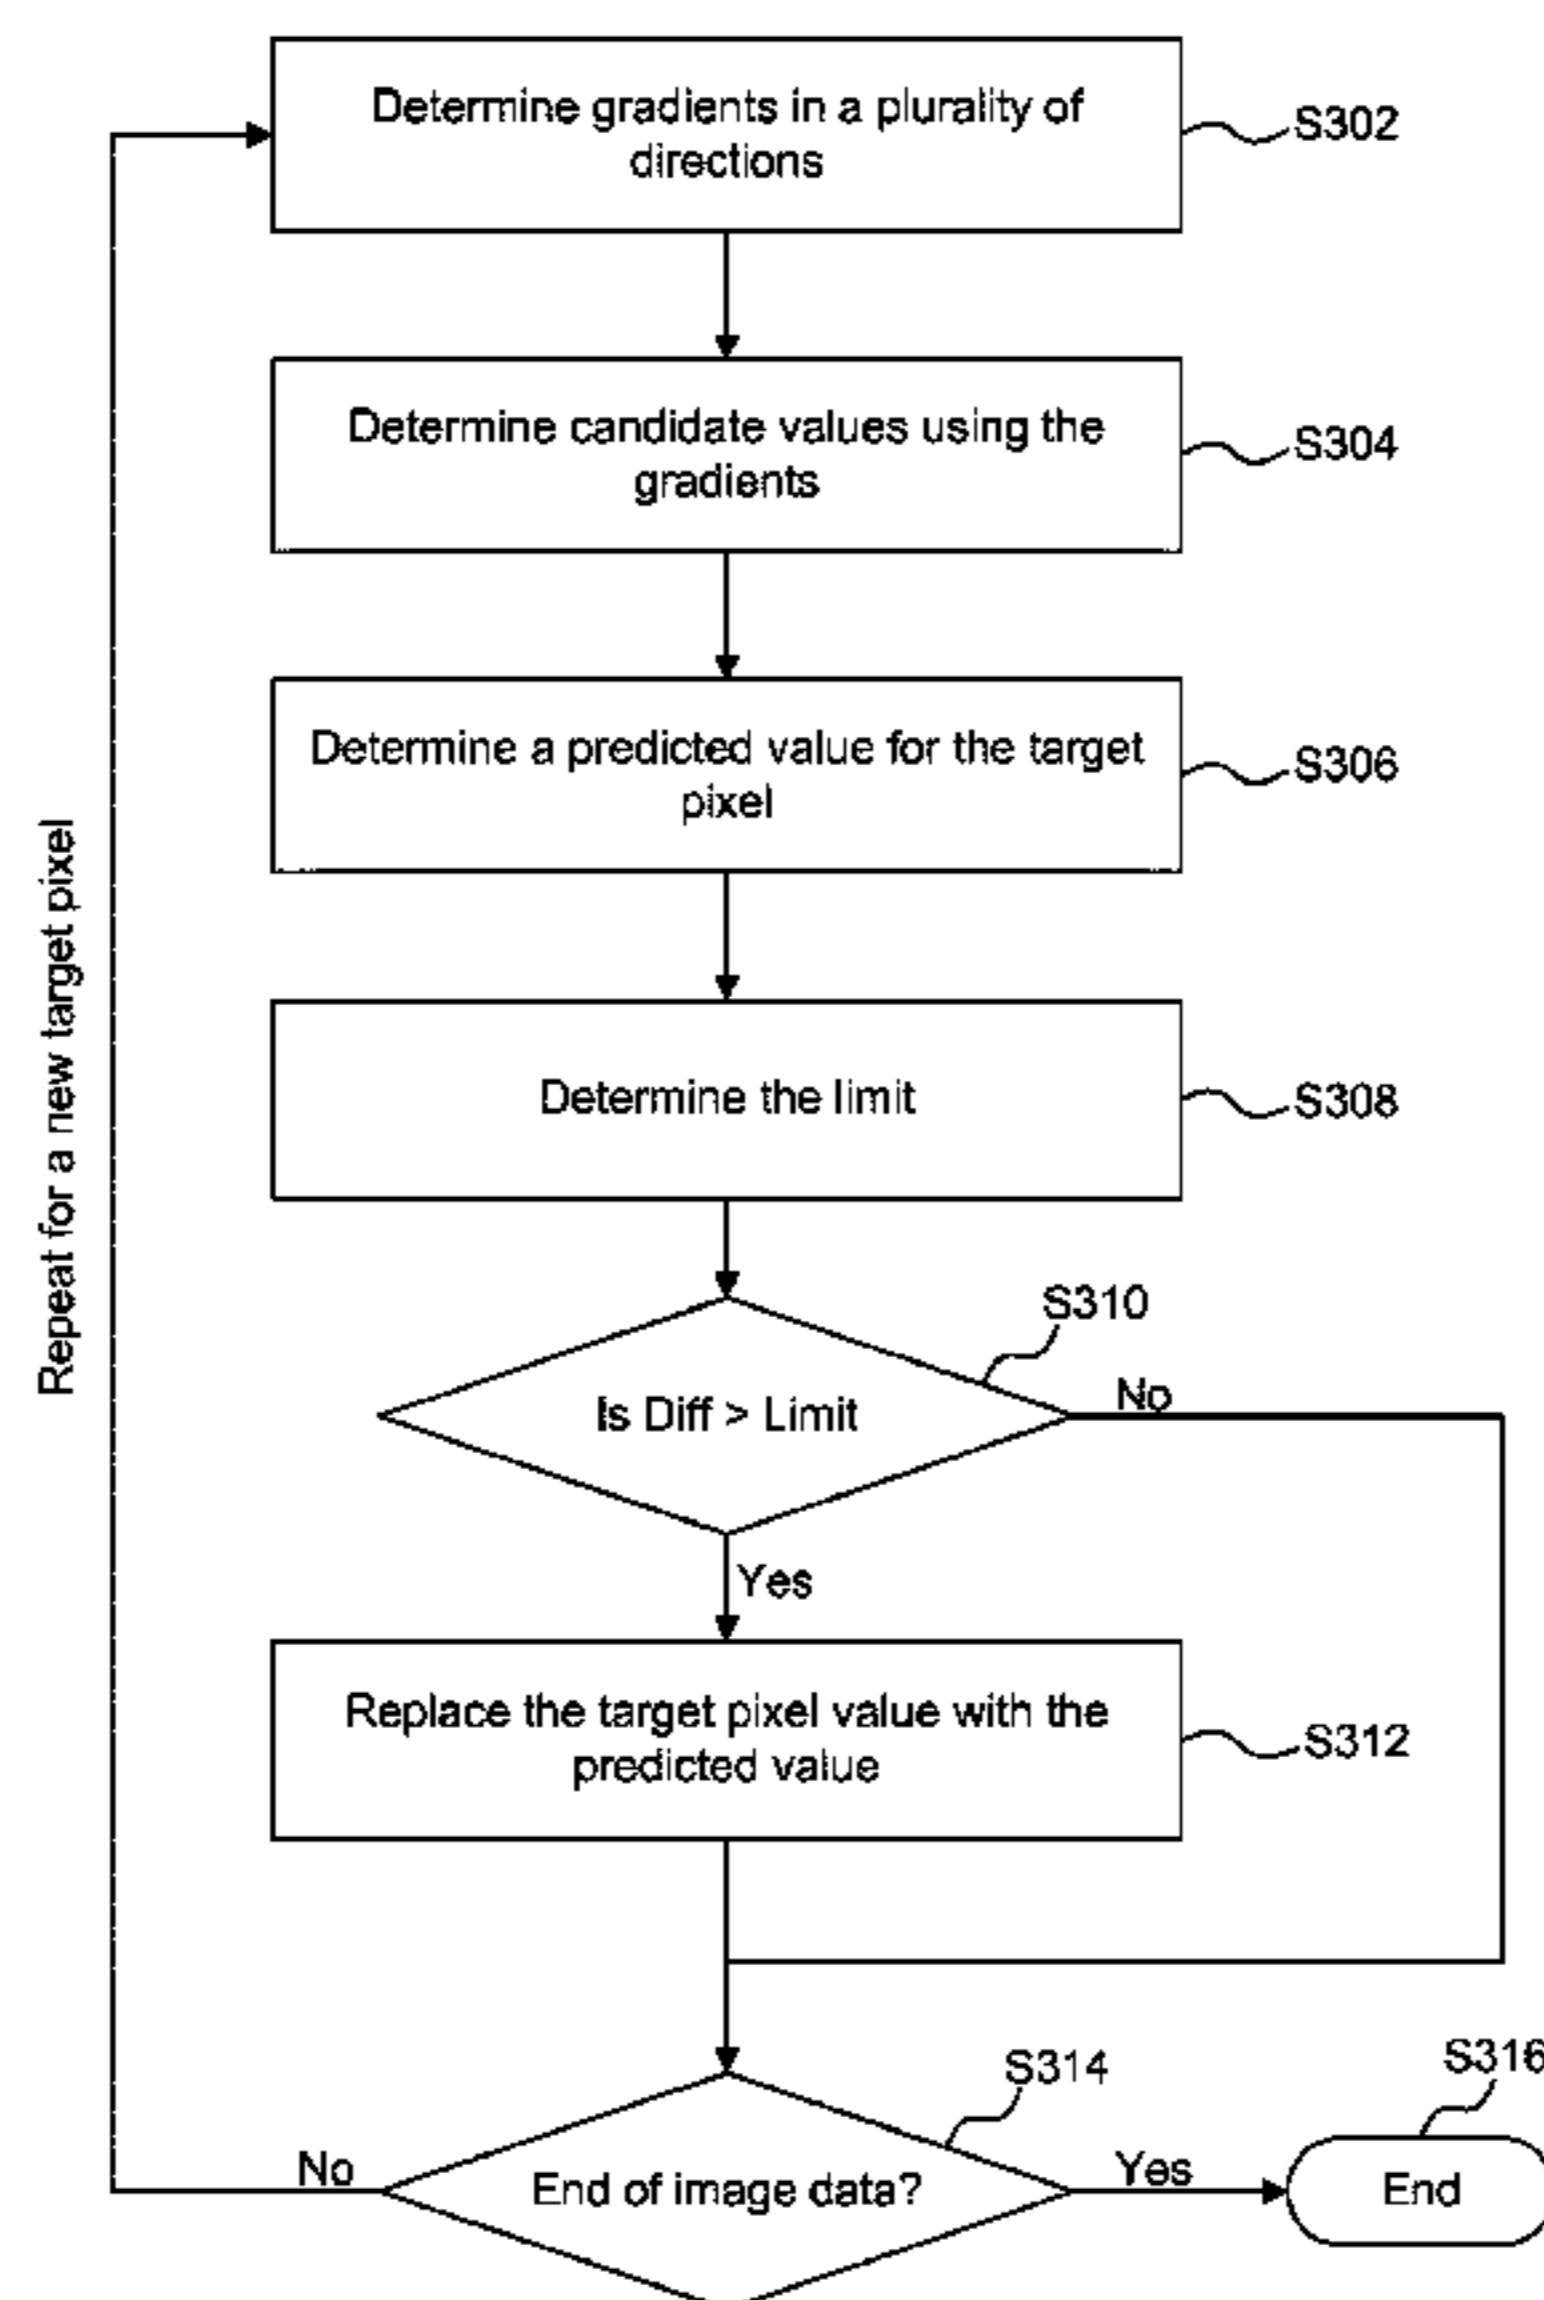 Determine gradients in a plurality of
directions
S302
Determine candidate values using the
gradients
S304
Determine a predicted value for the target
pixel
S306
Repeat for a new target pixel
Determine the limit
S308
S310
Is Diff > Limit
No
Yes
Replace the target pixel value with the
predicted value
S312
S314
S316
No
End of image data?
Yes
End